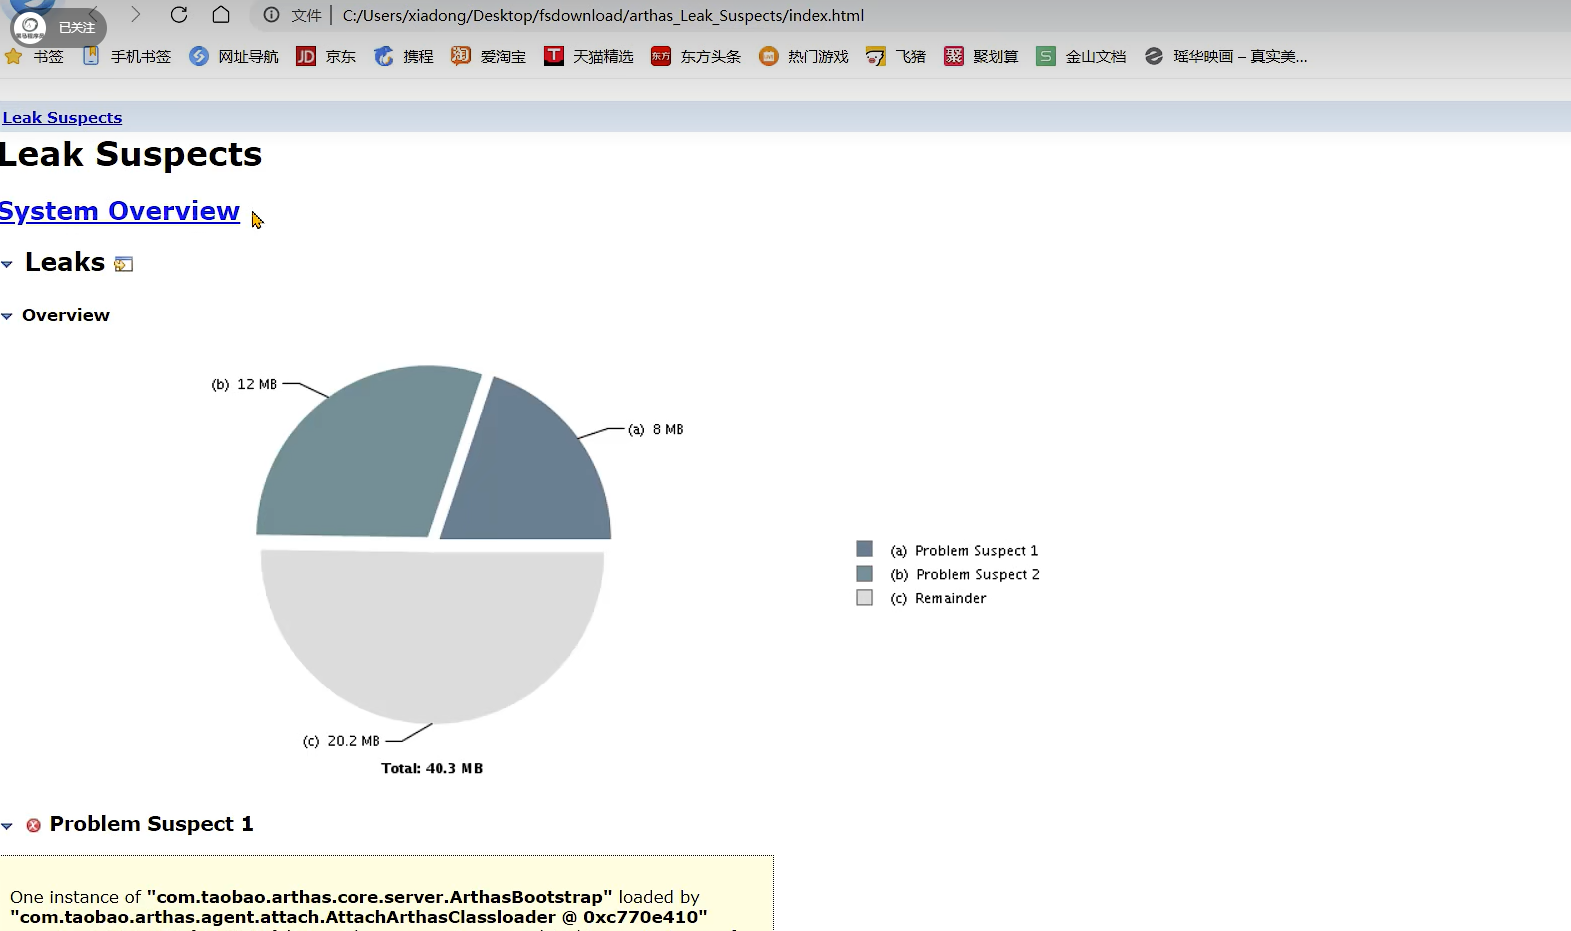 文件 C:/Users/xiadong/Desktop/fsdownload/arthas_Leak_Suspects/index.html
已关注
书签 手机书签 网址导航 JD 京东 携程 淘 爱淘宝 T 天猫精选 东方 东方头条 热门游戏 飞猪 聚 聚划算 S 金山文档 瑶华映画 – 真实美...
Leak Suspects
Leak Suspects
System Overview
Leaks
Overview
(b) 12 MB
(a) 8 MB
(a) Problem Suspect 1
(b) Problem Suspect 2
(c) Remainder
(c) 20.2 MB
Total: 40.3 MB
Problem Suspect 1
One instance of "com.taobao.arthas.core.server.ArthasBootstrap" loaded by
"com.taobao.arthas.agent.attach.AttachArthasClassloader @ 0xc770e410"